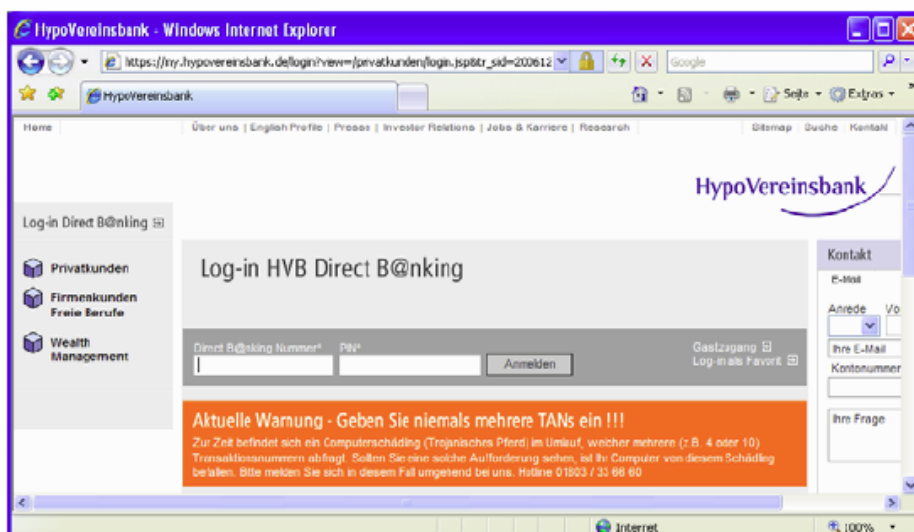 HypoVereinsbank - Windows Internet Explorer
https://my.hypovereinsbank.de/login?view=/privatkunden/login.jsp&tr_sid=200612
Google
HypoVereinsbank
Seite
Extras
Home
Über uns | English Profile | Presse | Investor Relations | Jobs & Karriere | Research
Sitemap
Suche
Kontakt
HypoVereinsbank
Log-in Direct B@nking
Privatkunden
Firmenkunden
Freie Berufe
Wealth
Management
Log-in HVB Direct B@nking
Direct B@nking Nummer*
PIN*
Anmelden
Gastzugang
Log-in als Favorit
Aktuelle Warnung - Geben Sie niemals mehrere TANs ein !!!
Zur Zeit befindet sich ein Computerschädling (Trojanisches Pferd) im Umlauf, welcher mehrere (z.B. 4 oder 10)
Transaktionsnummern abfragt. Sollten Sie eine solche Aufforderung sehen, ist Ihr Computer von diesem Schädling
befallen. Bitte melden Sie sich in diesem Fall umgehend bei uns. Hotline 01803 / 33 66 60
Kontakt
E-Mail
Anrede
Vo
Ihre E-Mail
Kontonummer
Ihre Frage
Internet
100%